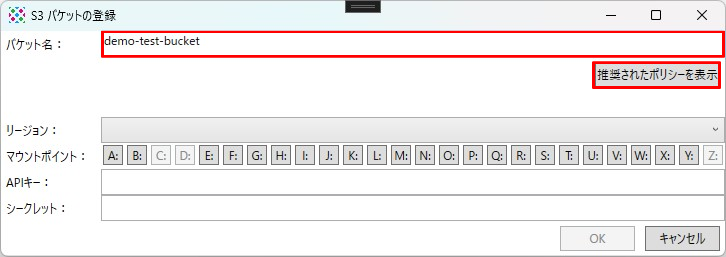 S3 バケットの登録
バケット名：
demo-test-bucket
推奨されたポリシーを表示
リージョン：
マウントポイント：
A: B: C: D: E: F: G: H: I: J: K: L: M: N: O: P: Q: R: S: T: U: V: W: X: Y: Z:
APIキー：
シークレット：
OK キャンセル